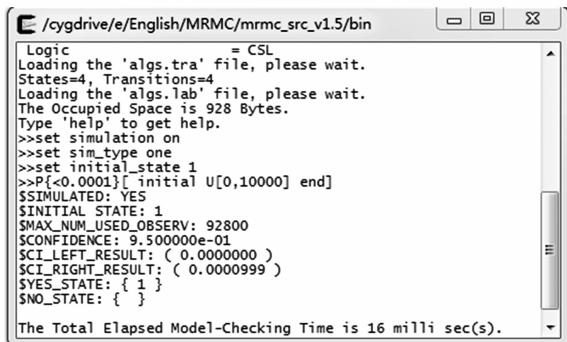 /cygdrive/e/English/MRMC/mrmc_src_v1.5/bin
Logic = CSL
Loading the 'algs.tra' file, please wait.
States=4, Transitions=4
Loading the 'algs.lab' file, please wait.
The Occupied Space is 928 Bytes.
Type 'help' to get help.
>>set simulation on
>>set sim_type one
>>set initial_state 1
>>P{<0.0001}[ initial U[0,10000] end]
$SIMULATED: YES
$INITIAL STATE: 1
$MAX_NUM_USED_OBSERV: 92800
$CONFIDENCE: 9.500000e-01
$CI_LEFT_RESULT: ( 0.0000000 )
$CI_RIGHT_RESULT: ( 0.0000999 )
$YES_STATE: { 1 }
$NO_STATE: {  }
The Total Elapsed Model-Checking Time is 16 milli sec(s).